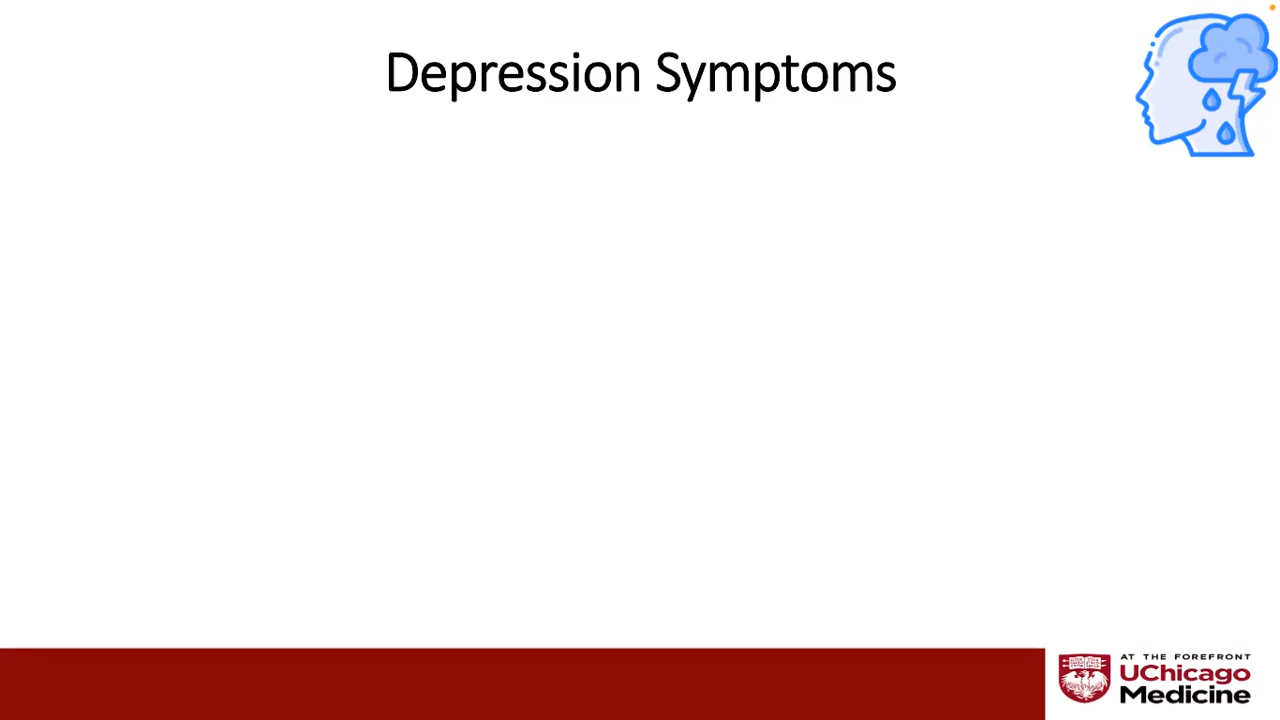 Depression Symptoms
AT THE FOREFRONT
UChicago
Medicine